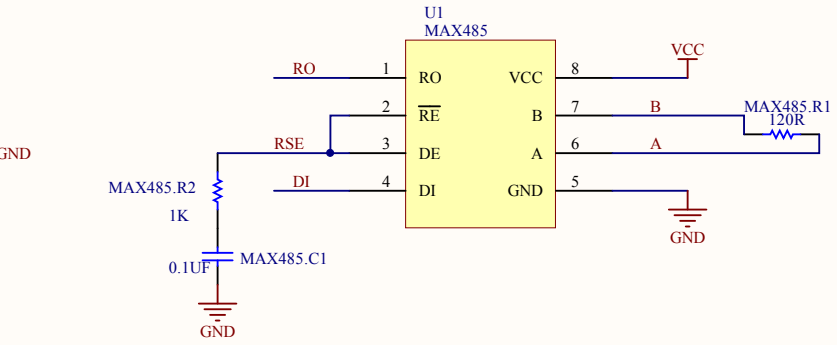 U1
MAX485
RO 1 RO VCC 8 VCC
2 RE B 7 B MAX485.R1
120R
GND RSE 3 DE A 6 A
MAX485.R2 DI 4 DI GND 5
1K
GND
0.1UF MAX485.C1
GND